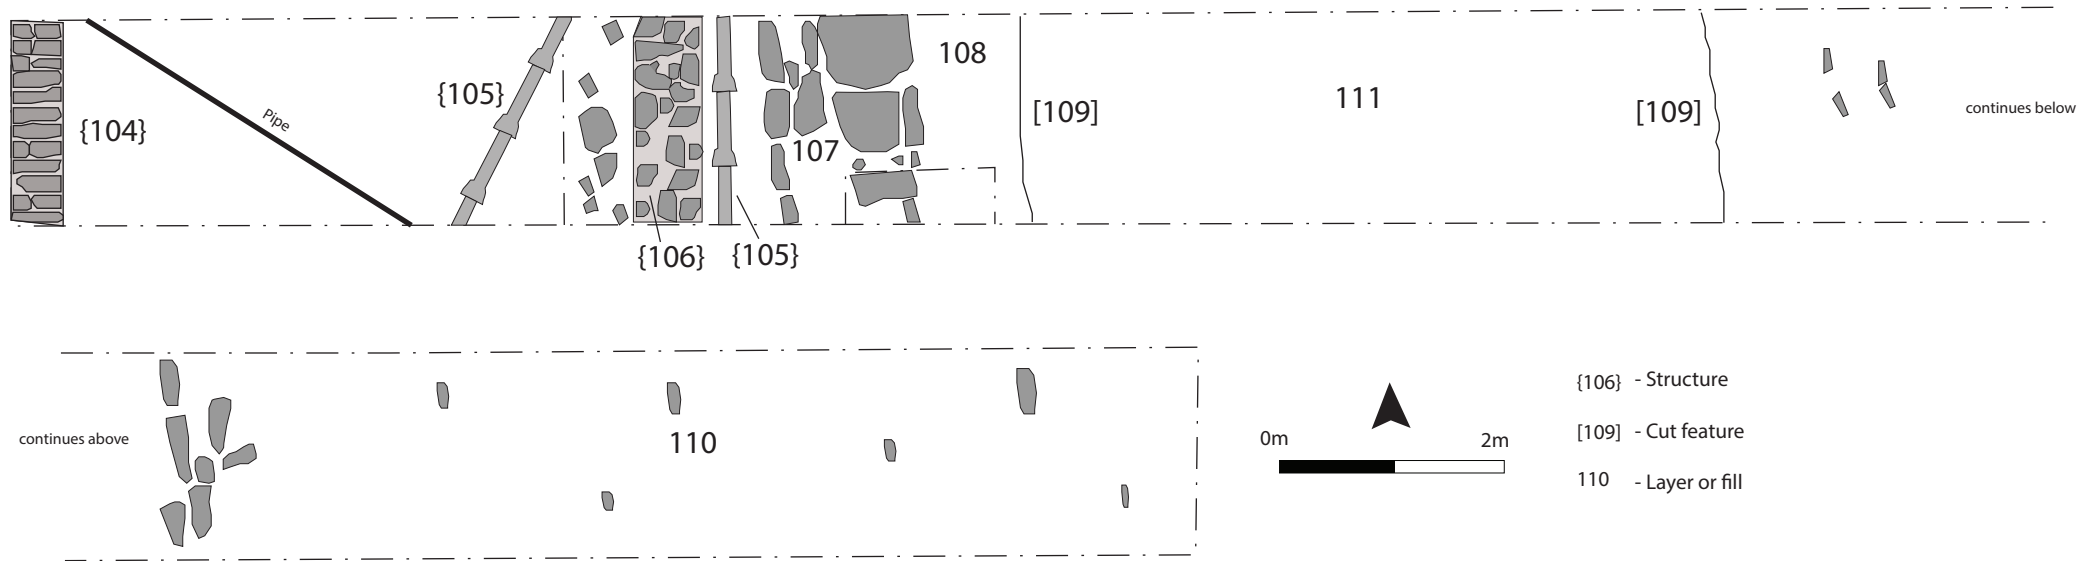 {104}
Pipe
{105}
{106}
{105}
107
108
[109]
111
[109]
continues below
continues above
110
0m
2m
{106} - Structure
[109] - Cut feature
110 - Layer or fill